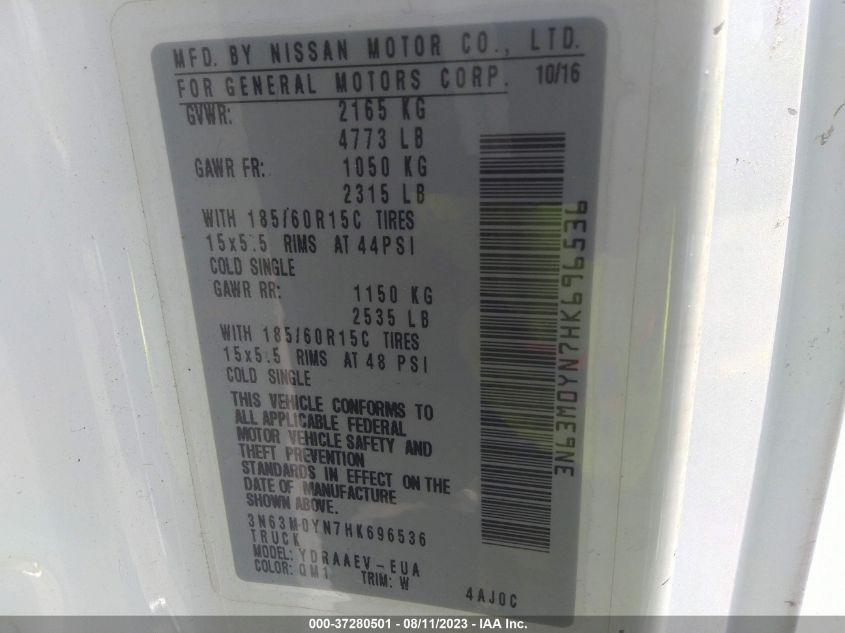 MFD. BY NISSAN MOTOR CO., LTD.
FOR GENERAL MOTORS CORP. 10/16
GVWR: 2165 KG
4773 LB
GAWR FR: 1050 KG
2315 LB
WITH 185/60R15C TIRES
15x5.5 RIMS AT 44PSI
COLD SINGLE
GAWR RR: 1150 KG
2535 LB
WITH 185/60R15C TIRES
15x5.5 RIMS AT 48 PSI
COLD SINGLE
THIS VEHICLE CONFORMS TO
ALL APPLICABLE FEDERAL
MOTOR VEHICLE SAFETY AND
THEFT PREVENTION
STANDARDS IN EFFECT ON THE
DATE OF MANUFACTURE
SHOWN ABOVE.
3N63M0YN7HK696536
TRUCK
MODEL: YDRAAEV-EUA
COLOR: QM1 TRIM: W
4AJ0C
3N63M0YN7HK696536
000-37280501 - 08/11/2023 - IAA Inc.